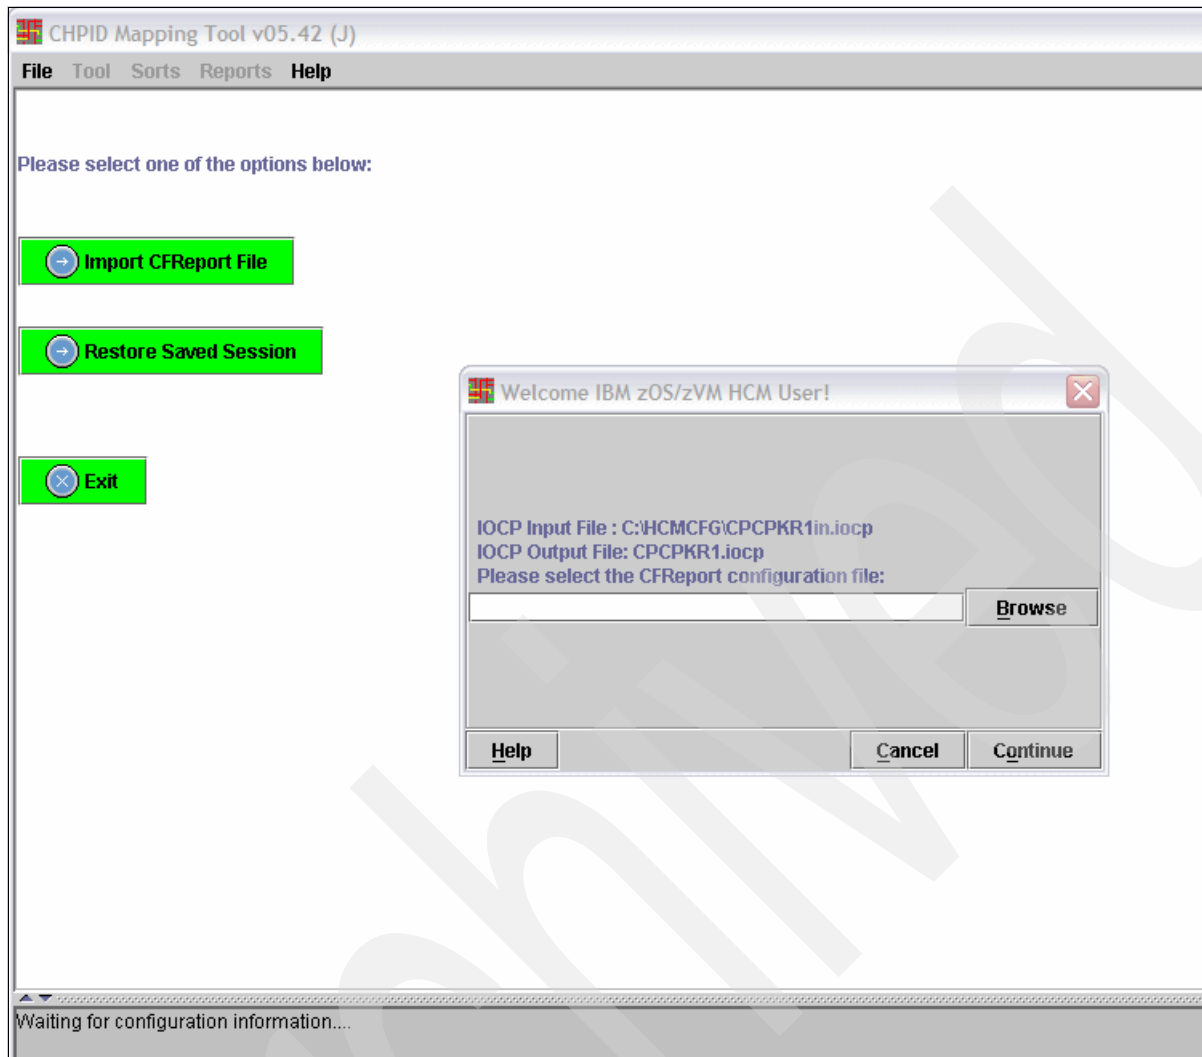 CHPID Mapping Tool v05.42 (J)
File Tool Sorts Reports Help
Please select one of the options below:
Import CFReport File
Restore Saved Session
Exit
Welcome IBM zOS/zVM HCM User!
IOCP Input File : C:\HCMCFG\CPCPKR1in.iocp
IOCP Output File: CPCPKR1.iocp
Please select the CFReport configuration file:
Browse
Help Cancel Continue
Waiting for configuration information....